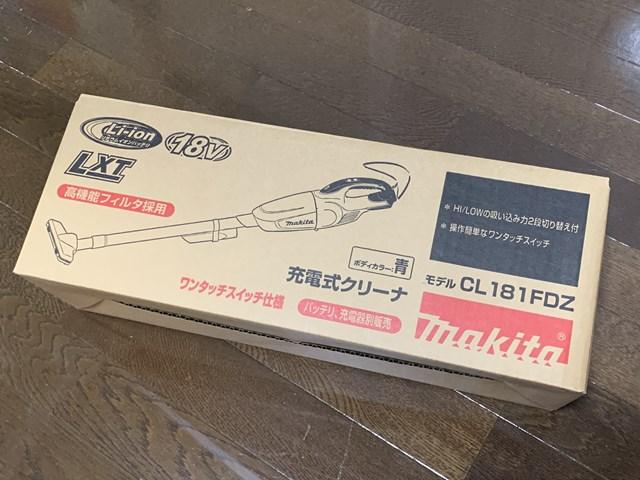 Li-ion
リチウムイオンバッテリ
18V
LXT
高機能フィルタ採用
makita
* HI/LOWの吸い込み力2段切り替え付
* 操作簡単なワンタッチスイッチ
ボディカラー: 青
充電式クリーナ
モデル CL181FDZ
ワンタッチスイッチ仕様
バッテリ、充電器別販売
makita®